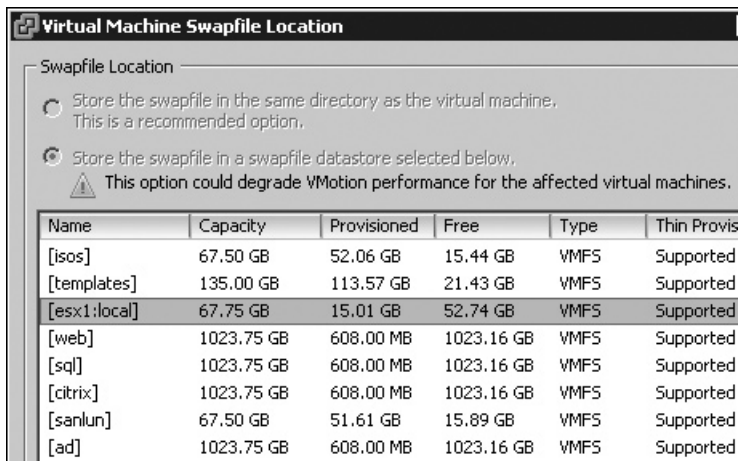 Virtual Machine Swapfile Location
Swapfile Location
Store the swapfile in the same directory as the virtual machine.
This is a recommended option.
Store the swapfile in a swapfile datastore selected below.
This option could degrade VMotion performance for the affected virtual machines.
Name Capacity Provisioned Free Type Thin Provis
[isos] 67.50 GB 52.06 GB 15.44 GB VMFS Supported
[templates] 135.00 GB 113.57 GB 21.43 GB VMFS Supported
[esx1:local] 67.75 GB 15.01 GB 52.74 GB VMFS Supported
[web] 1023.75 GB 608.00 MB 1023.16 GB VMFS Supported
[sql] 1023.75 GB 608.00 MB 1023.16 GB VMFS Supported
[citrix] 1023.75 GB 608.00 MB 1023.16 GB VMFS Supported
[sanlun] 67.50 GB 51.61 GB 15.89 GB VMFS Supported
[ad] 1023.75 GB 608.00 MB 1023.16 GB VMFS Supported